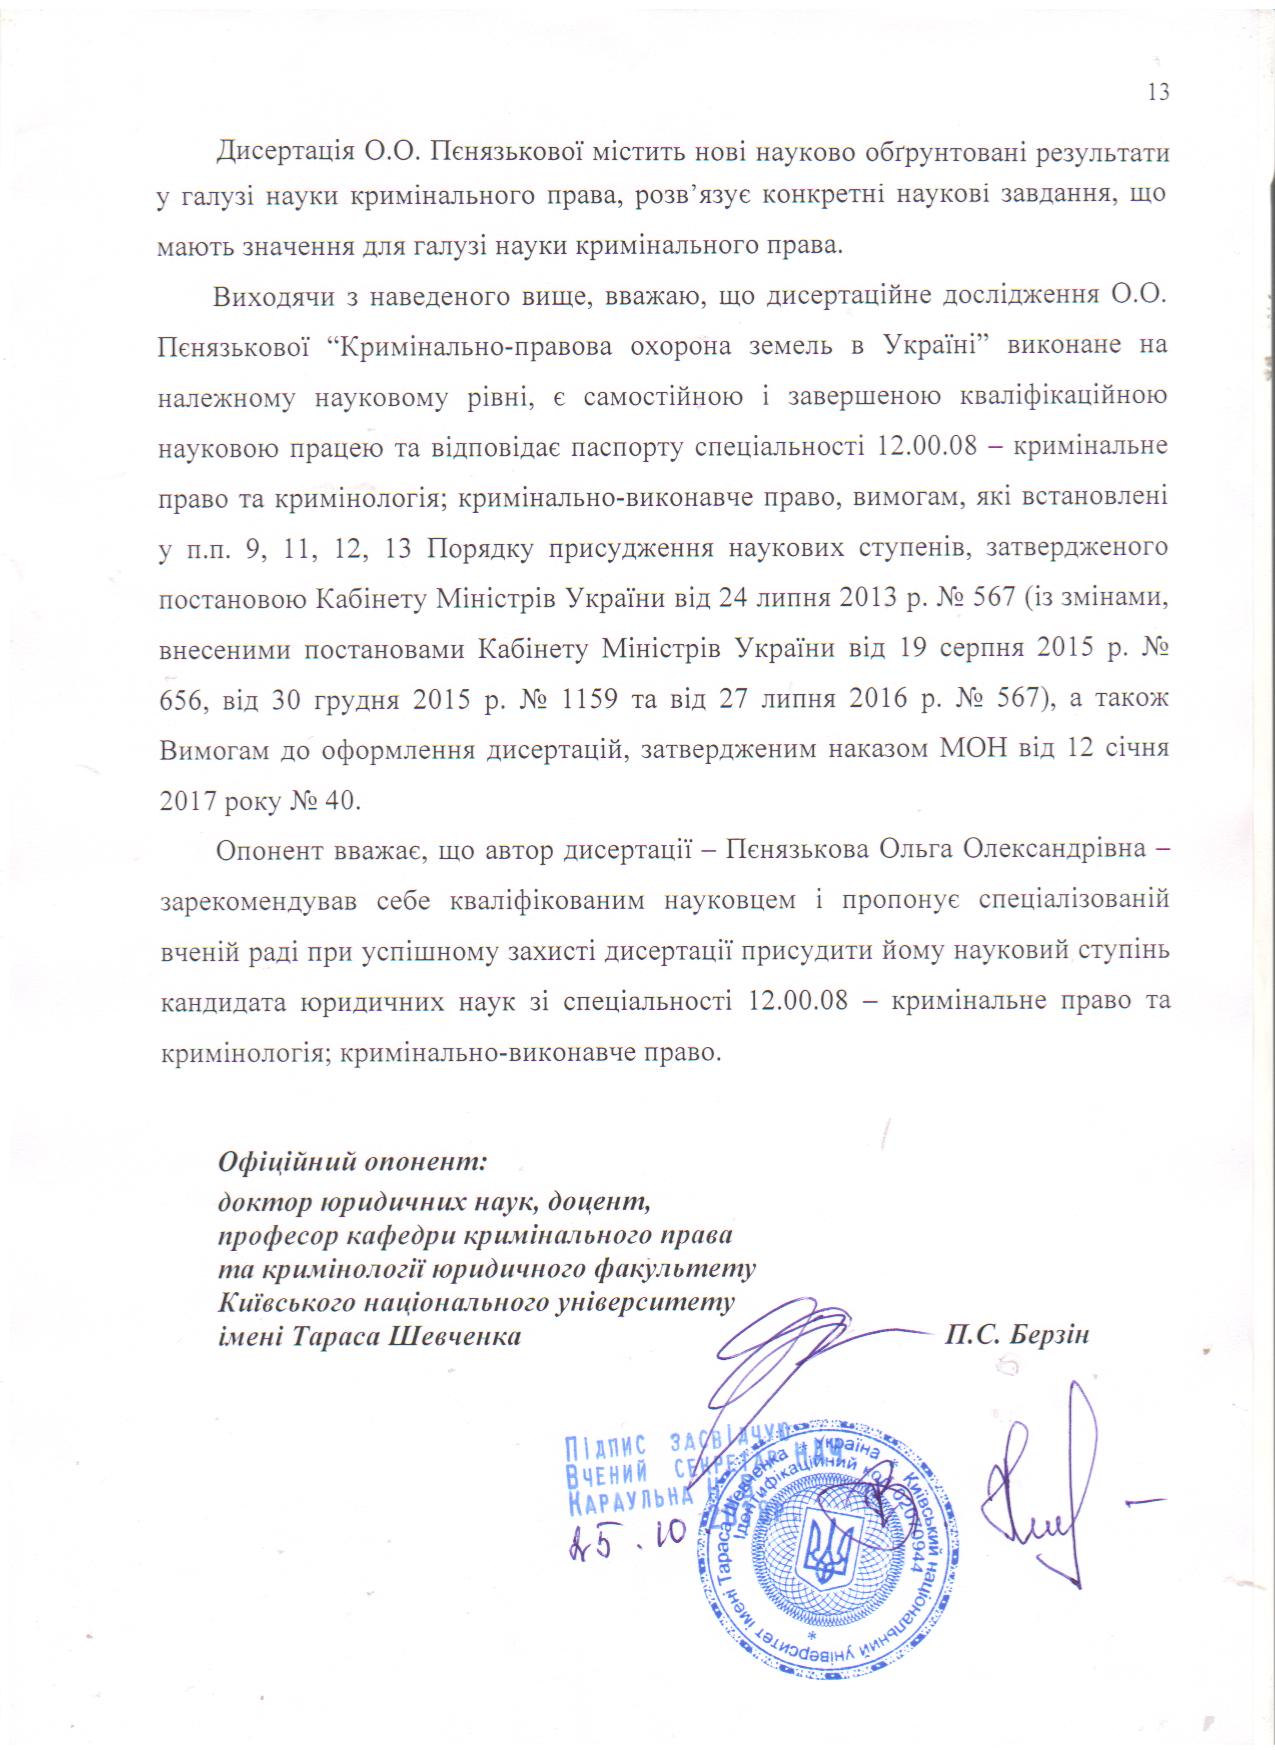 13
Дисертація О.О. Пєнязькової містить нові науково обґрунтовані результати
у галузі науки кримінального права, розв’язує конкретні наукові завдання, що
мають значення для галузі науки кримінального права.
Виходячи з наведеного вище, вважаю, що дисертаційне дослідження О.О.
Пєнязькової “Кримінально-правова охорона земель в Україні” виконане на
належному науковому рівні, є самостійною і завершеною кваліфікаційною
науковою працею та відповідає паспорту спеціальності 12.00.08 – кримінальне
право та кримінологія; кримінально-виконавче право, вимогам, які встановлені
у п.п. 9, 11, 12, 13 Порядку присудження наукових ступенів, затвердженого
постановою Кабінету Міністрів України від 24 липня 2013 р. № 567 (із змінами,
внесеними постановами Кабінету Міністрів України від 19 серпня 2015 р. №
656, від 30 грудня 2015 р. № 1159 та від 27 липня 2016 р. № 567), а також
Вимогам до оформлення дисертацій, затвердженим наказом МОН від 12 січня
2017 року № 40.
Опонент вважає, що автор дисертації – Пєнязькова Ольга Олександрівна –
зарекомендував себе кваліфікованим науковцем і пропонує спеціалізованій
вченій раді при успішному захисті дисертації присудити йому науковий ступінь
кандидата юридичних наук зі спеціальності 12.00.08 – кримінальне право та
кримінологія; кримінально-виконавче право.
Офіційний опонент:
доктор юридичних наук, доцент,
професор кафедри кримінального права
та кримінології юридичного факультету
Київського національного університету
імені Тараса Шевченка
П.С. Берзін
Підпис засвідчую
Вчений секретар НДЧ
Караульна Н.В.
25.10
Україна * Київський національний університет імені Тараса Шевченка *
Ідентифікаційний код 02070944